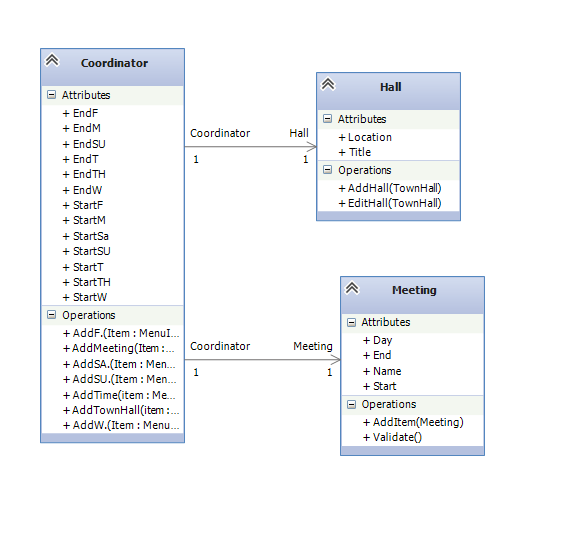 Coordinator
Attributes
+ EndF
+ EndM
+ EndSU
+ EndT
+ EndTH
+ EndW
+ StartF
+ StartM
+ StartSa
+ StartSU
+ StartT
+ StartTH
+ StartW
Operations
+ AddF.(Item : MenuI...
+ AddMeeting(Item :...
+ AddSA.(Item : Men...
+ AddSU.(Item : Men...
+ AddTime(item : Me...
+ AddTownHall(item :...
+ AddW.(Item : Menu...
Coordinator Hall
1 1
Hall
Attributes
+ Location
+ Title
Operations
+ AddHall(TownHall)
+ EditHall(TownHall)
Coordinator Meeting
1 1
Meeting
Attributes
+ Day
+ End
+ Name
+ Start
Operations
+ AddItem(Meeting)
+ Validate()